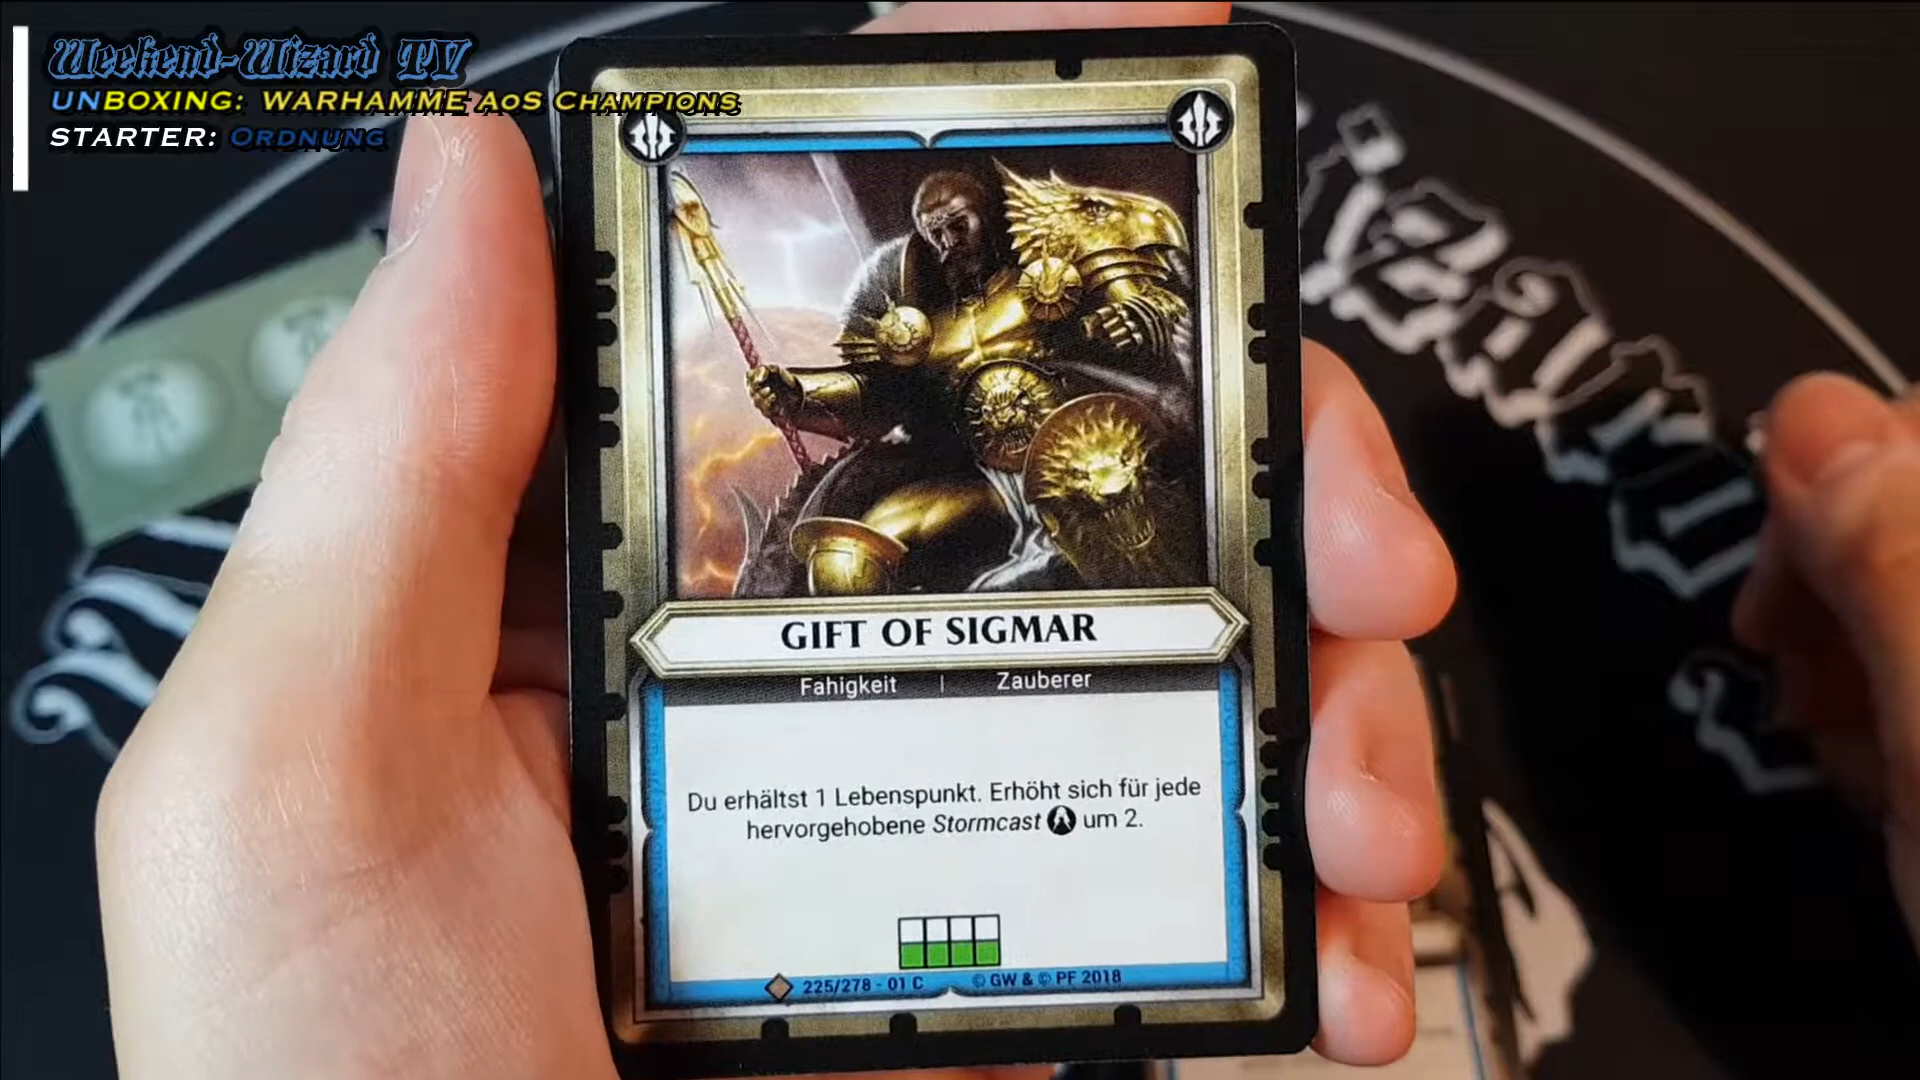 Weekend-Wizard TV
UNBOXING: WARHAMME AoS CHAMPIONS
STARTER: ORDNUNG
GIFT OF SIGMAR
Fahigkeit | Zauberer
Du erhältst 1 Lebenspunkt. Erhöht sich für jede
hervorgehobene Stormcast um 2.
225/278 - 01 C © GW & © PF 2018